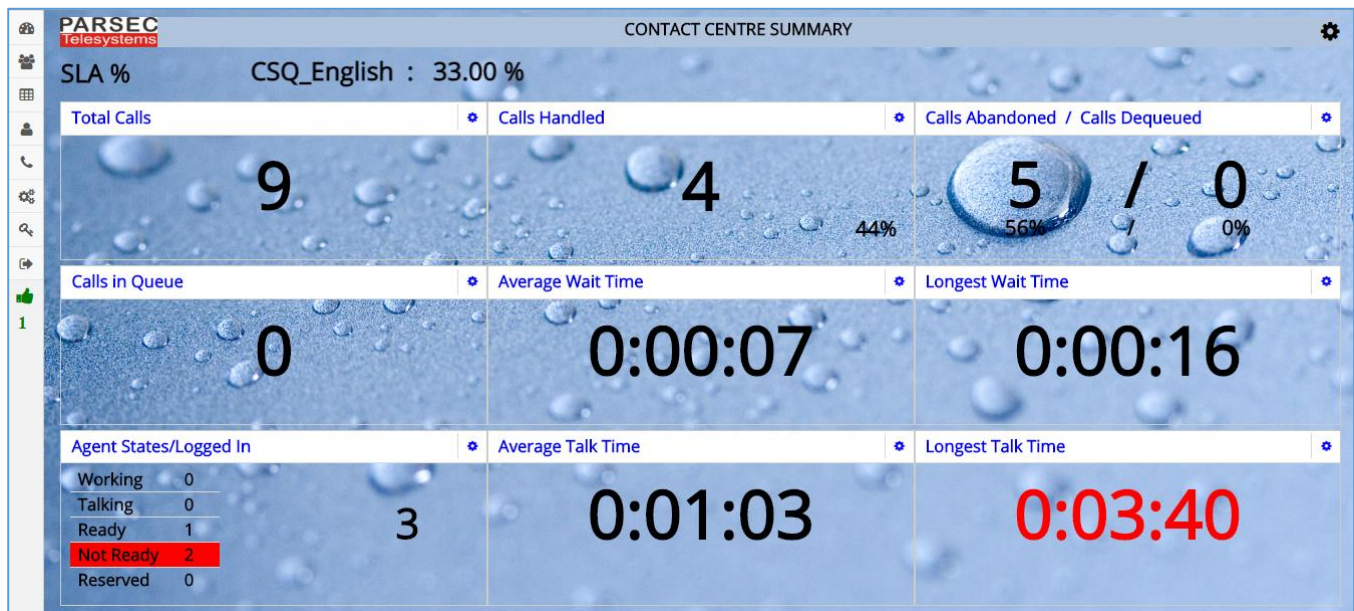 PARSEC
Telesystems
CONTACT CENTRE SUMMARY
SLA % CSQ_English : 33.00 %
Total Calls
9
Calls Handled
4
44%
Calls Abandoned / Calls Dequeued
5 / 0
56% / 0%
Calls in Queue
0
Average Wait Time
0:00:07
Longest Wait Time
0:00:16
Agent States/Logged In
Working 0
Talking 0
Ready 1
Not Ready 2
Reserved 0
3
Average Talk Time
0:01:03
Longest Talk Time
0:03:40
1